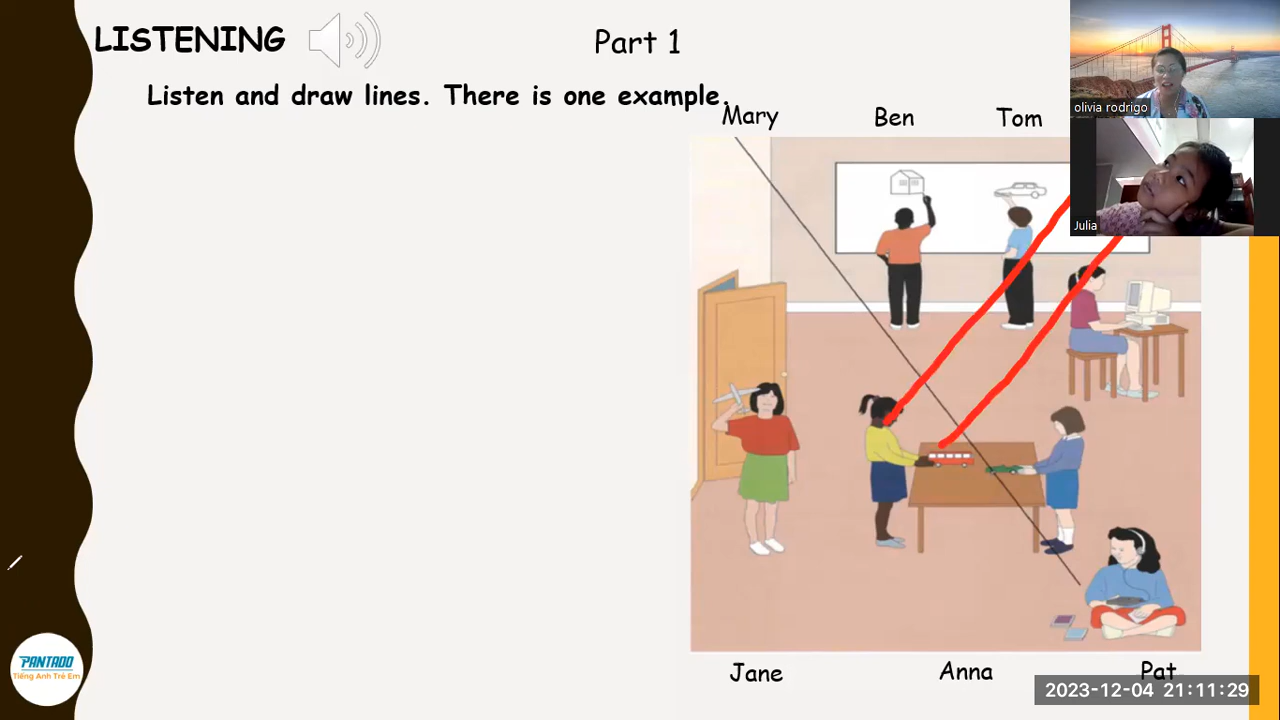 LISTENING
Part 1
olivia rodrigo
Listen and draw lines. There is one example.
Mary Ben Tom
Julia
PANTADO
Tiếng Anh Trẻ Em
Jane Anna Pat
2023-12-04 21:11:29